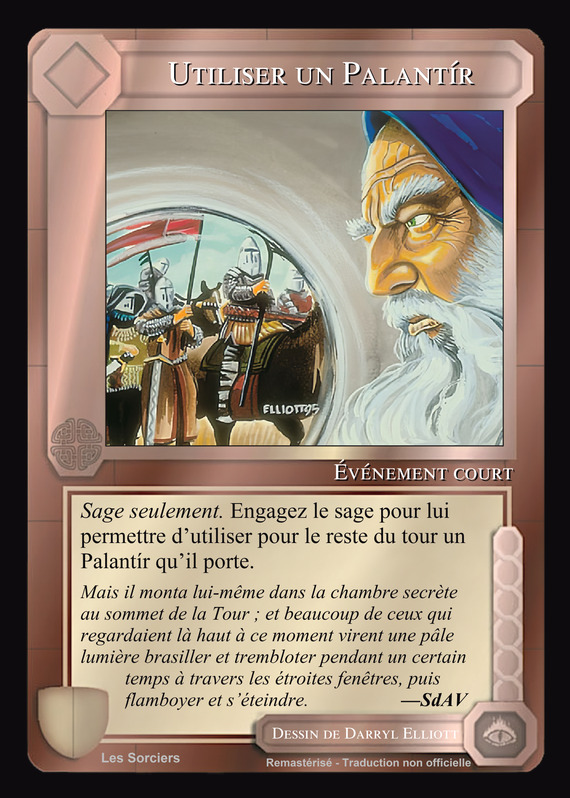 Utiliser un Palantír
ELLIOTT95
Événement court
Sage seulement. Engagez le sage pour lui
permettre d’utiliser pour le reste du tour un
Palantír qu’il porte.
Mais il monta lui-même dans la chambre secrète
au sommet de la Tour ; et beaucoup de ceux qui
regardaient là haut à ce moment virent une pâle
lumière brasiller et trembloter pendant un certain
temps à travers les étroites fenêtres, puis
flamboyer et s’éteindre. —SdAV
Dessin de Darryl Elliott
Les Sorciers
Remastérisé - Traduction non officielle